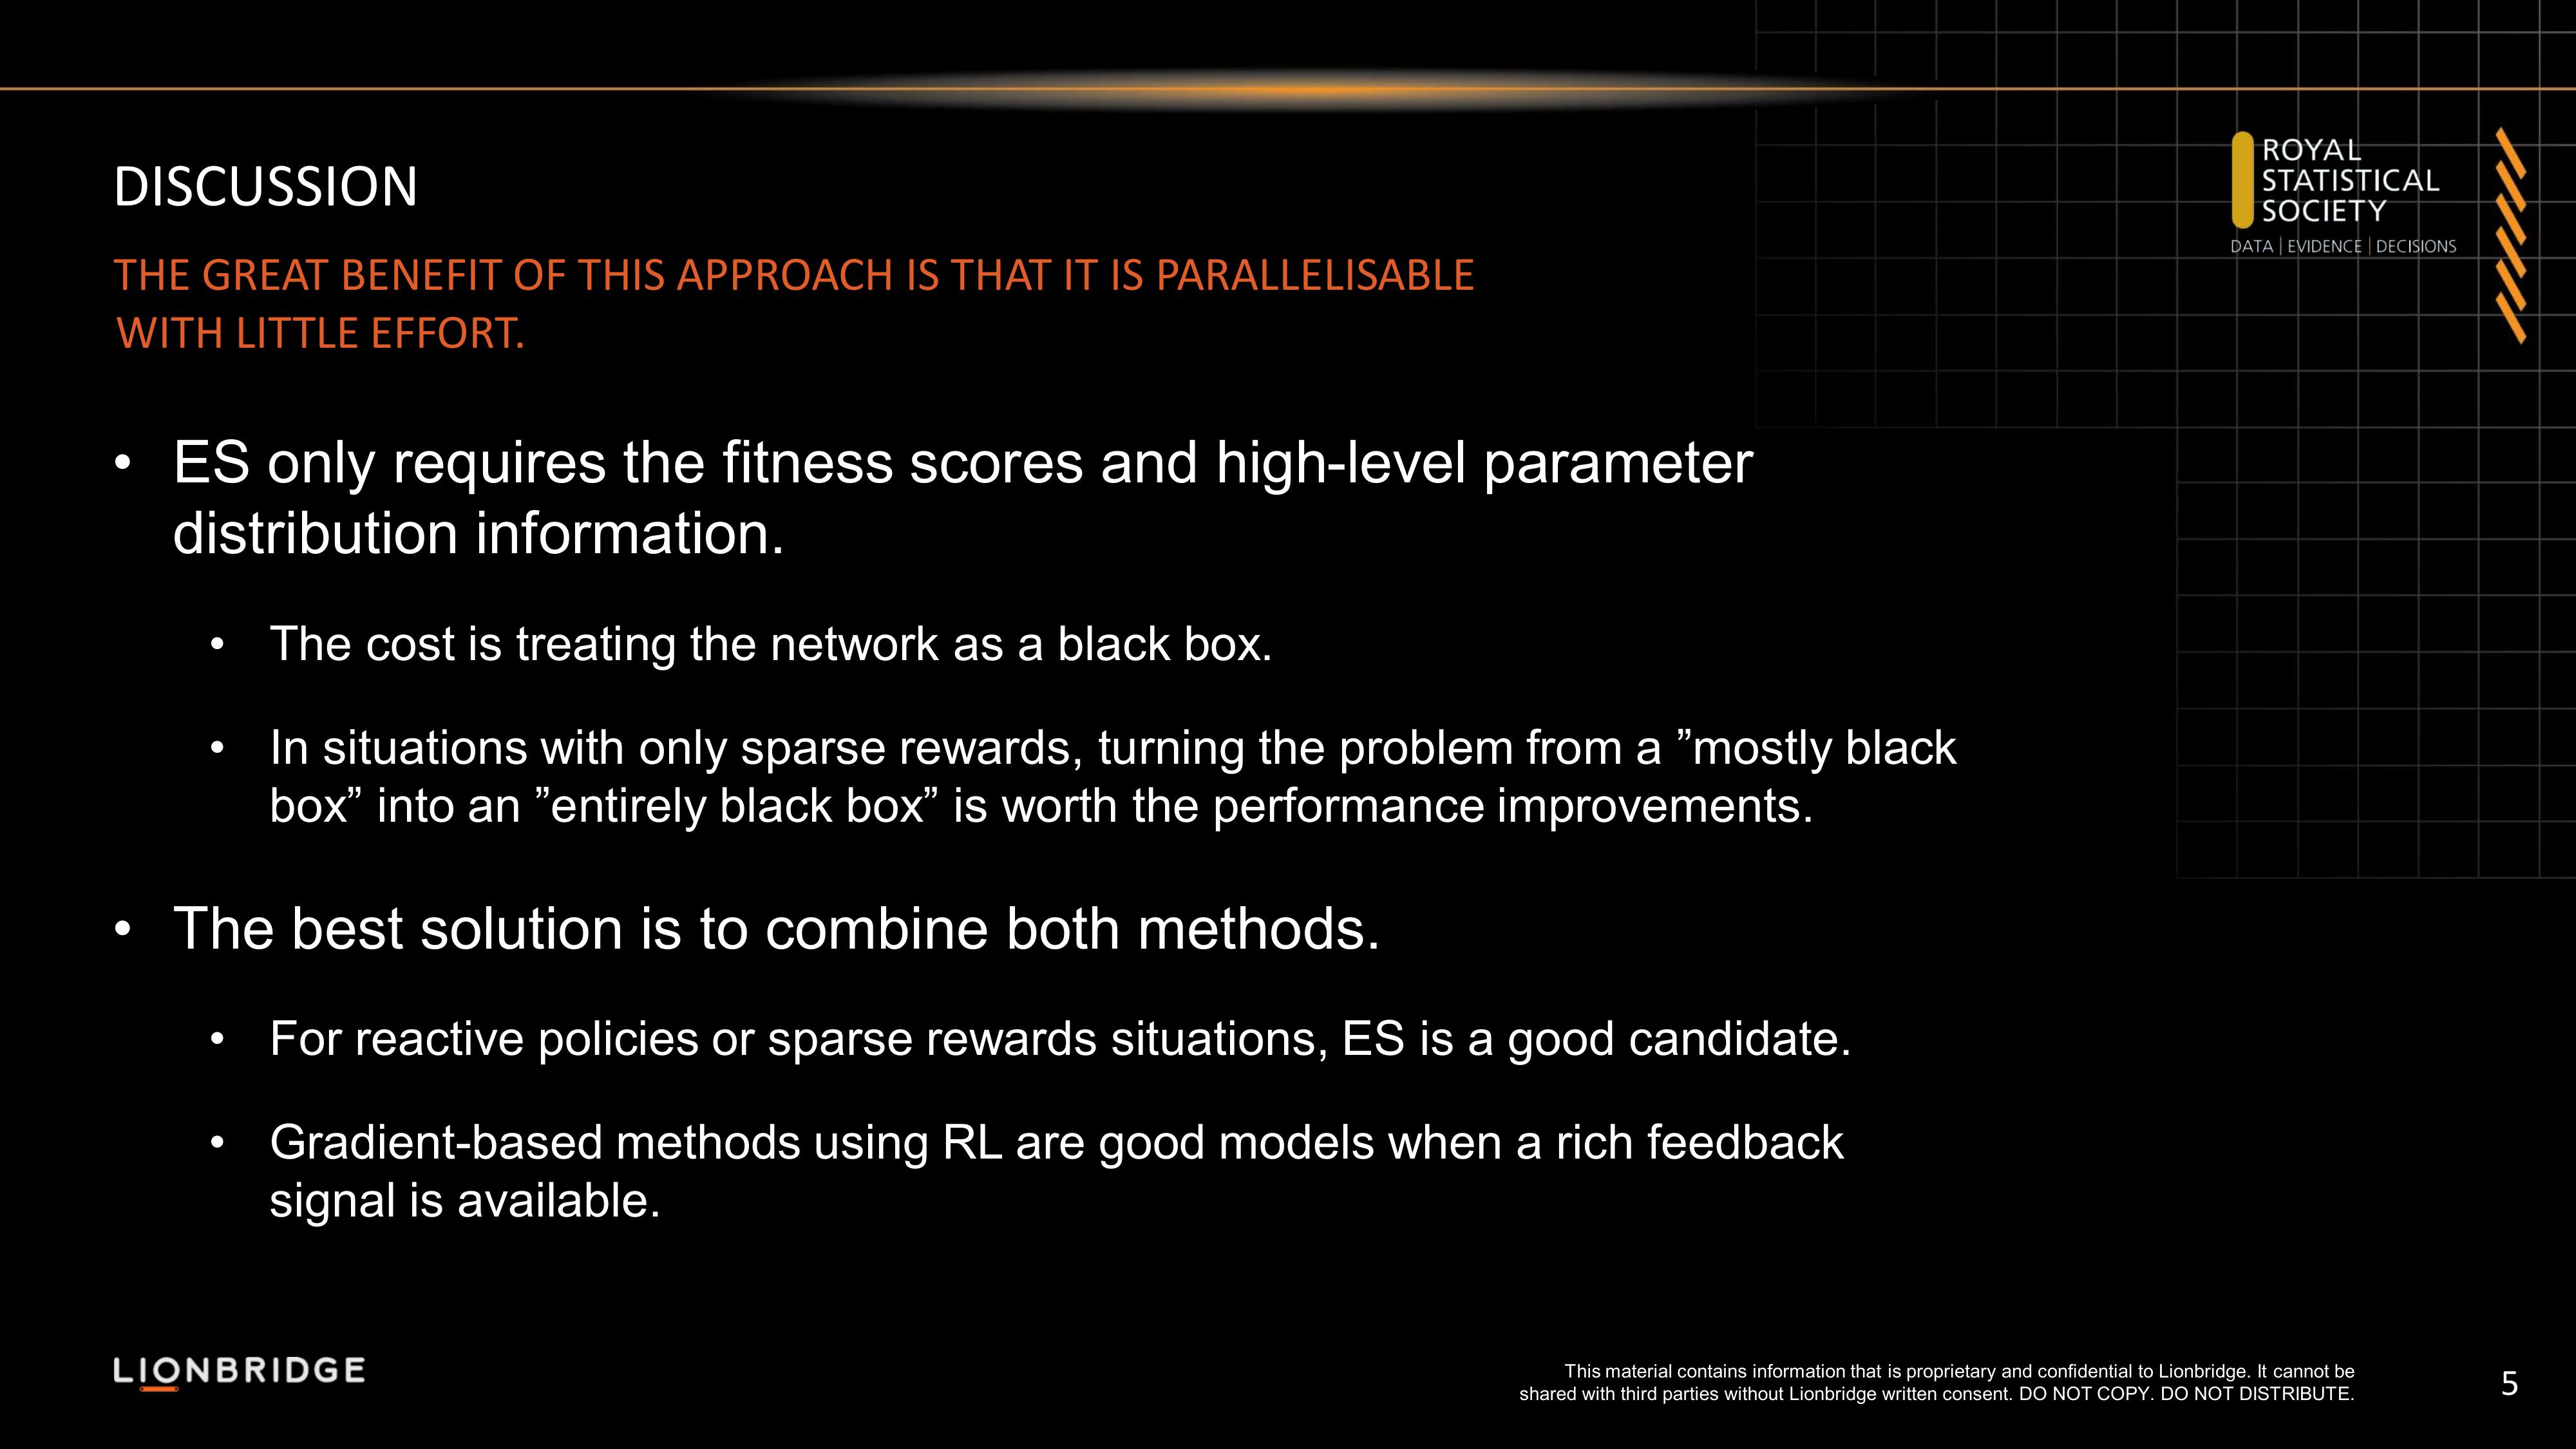 ROYAL
STATISTICAL
SOCIETY
DATA | EVIDENCE | DECISIONS
DISCUSSION
THE GREAT BENEFIT OF THIS APPROACH IS THAT IT IS PARALLELISABLE
WITH LITTLE EFFORT.
• ES only requires the fitness scores and high-level parameter
distribution information.
• The cost is treating the network as a black box.
• In situations with only sparse rewards, turning the problem from a ”mostly black
box” into an ”entirely black box” is worth the performance improvements.
• The best solution is to combine both methods.
• For reactive policies or sparse rewards situations, ES is a good candidate.
• Gradient-based methods using RL are good models when a rich feedback
signal is available.
LIONBRIDGE
This material contains information that is proprietary and confidential to Lionbridge. It cannot be
shared with third parties without Lionbridge written consent. DO NOT COPY. DO NOT DISTRIBUTE.
5